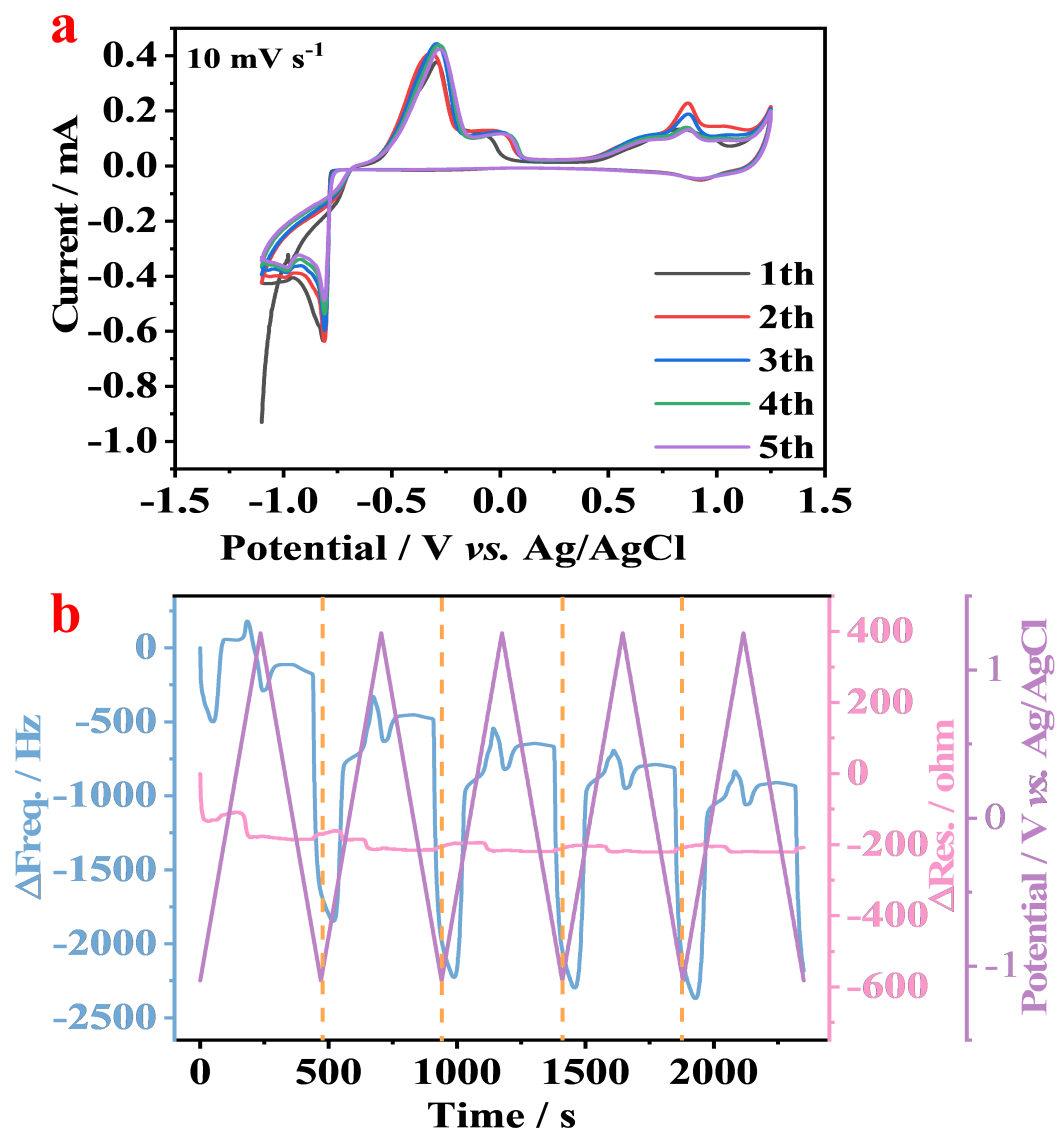 a
10 mV s-1
0.4
0.2
0.0
-0.2
-0.4
-0.6
-0.8
-1.0
Current / mA
1th
2th
3th
4th
5th
-1.5 -1.0 -0.5 0.0 0.5 1.0 1.5
Potential / V vs. Ag/AgCl
b
0
-500
-1000
-1500
-2000
-2500
ΔFreq. / Hz
400
200
0
-200
-400
-600
ΔRes. / ohm
1
0
-1
Potential / V vs. Ag/AgCl
0 500 1000 1500 2000
Time / s